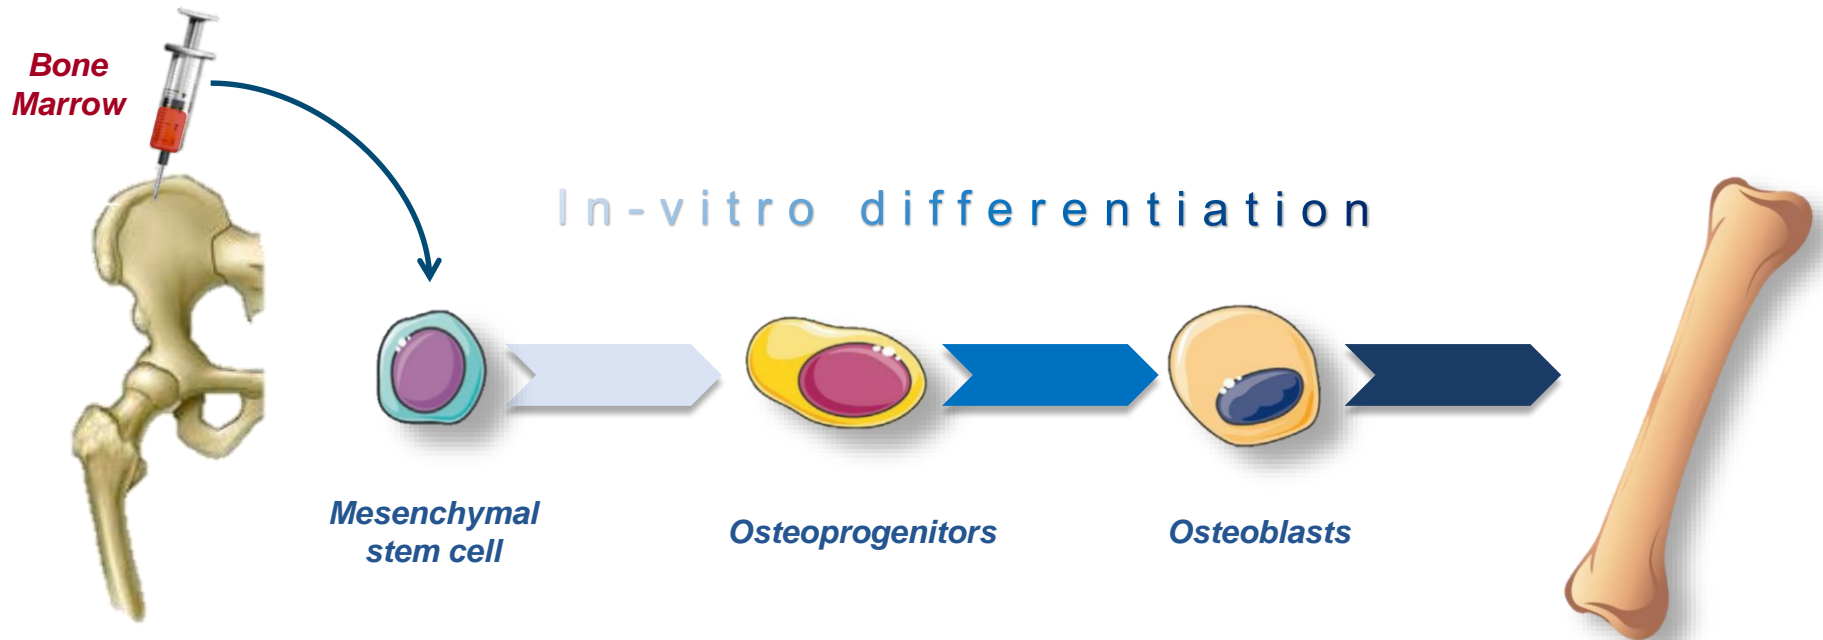 Bone
Marrow
In-vitro differentiation
Mesenchymal
stem cell
Osteoprogenitors
Osteoblasts